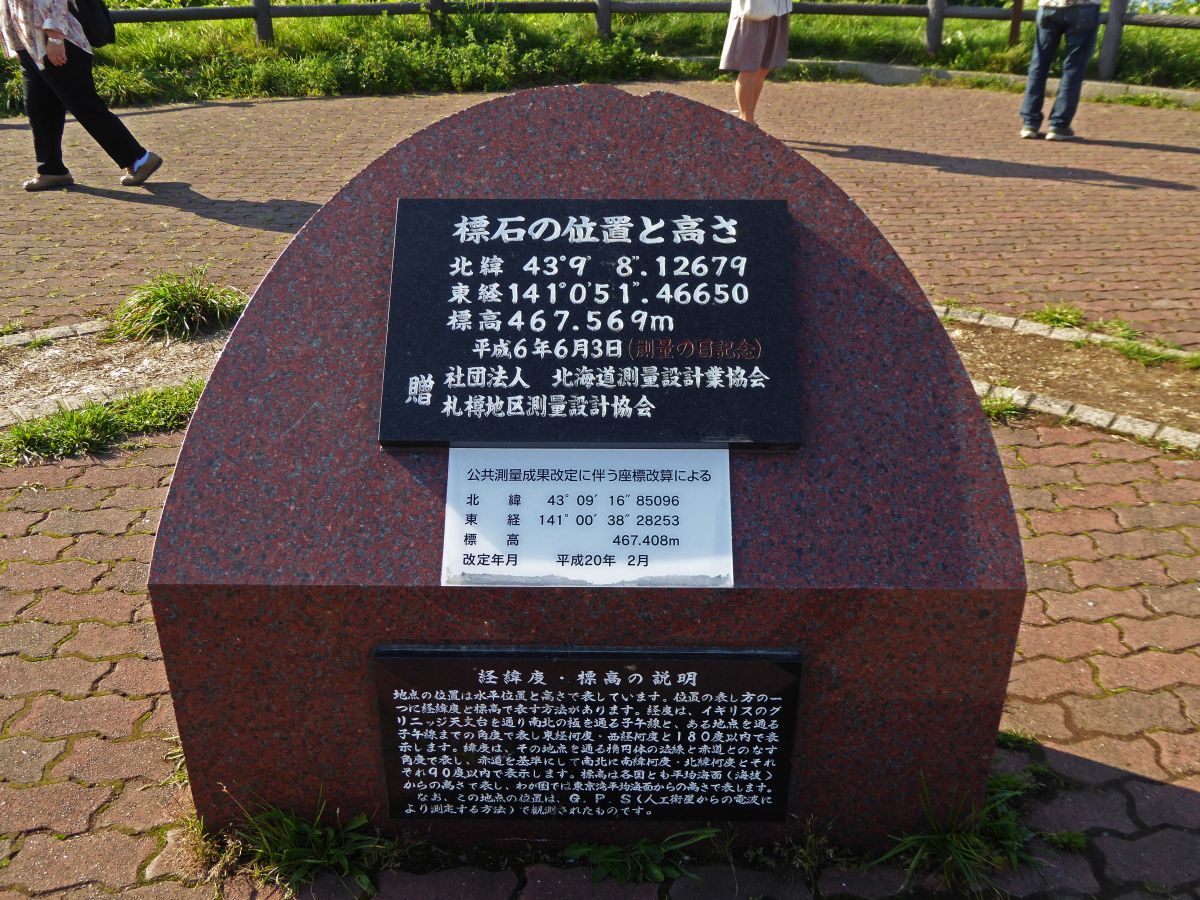 標石の位置と高さ
北緯 43°9′ 8″.12679
東経141°0′51″.46650
標高467.569m
平成6年6月3日(測量の日記念)
贈 社団法人 北海道測量設計業協会
札樽地区測量設計協会
公共測量成果改定に伴う座標改算による
北 緯 43° 09′ 16″ 85096
東 経 141° 00′ 38″ 28253
標 高 467.408m
改定年月 平成20年 2月
経緯度・標高の説明
地点の位置は水平位置と高さで表しています。位置の表し方の一
つに経緯度と標高で表す方法があります。経度は、イギリスのグ
リニッジ天文台を通り南北の極を通る子午線と、ある地点を通る
子午線までの角度で表し東経何度・西経何度と180度以内で表
示します。緯度は、その地点を通る楕円体の法線と赤道とのなす
角度で表し、赤道を基準にして南北に南緯何度・北緯何度とそれ
ぞれ90度以内で表示します。標高は各国とも平均海面(海抜)
からの高さで表し、わが国では東京湾平均海面からの高さで表します。
なお、この地点の位置は、G.P.S(人工衛星からの電波に
より測定する方法)で観測されたものです。